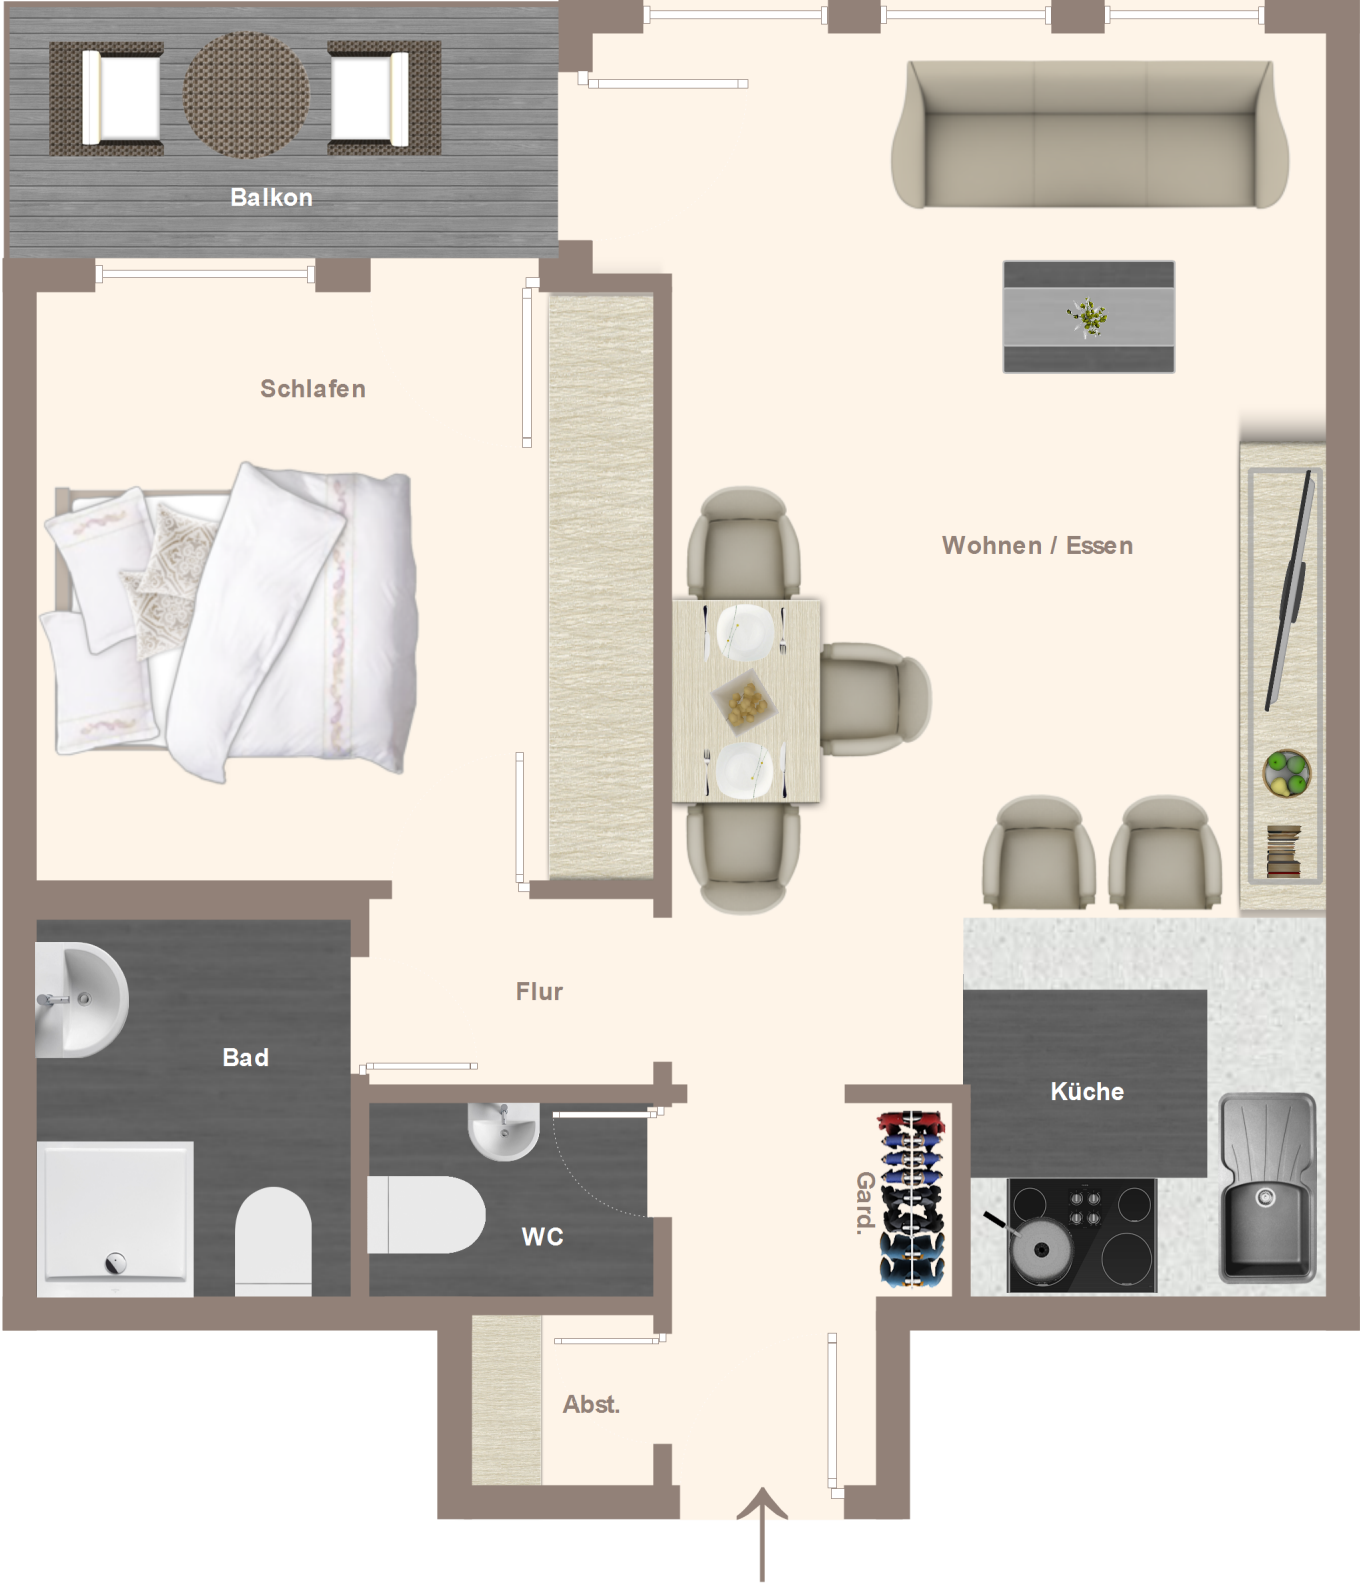 Balkon
Schlafen
Wohnen / Essen
Flur
Bad
Küche
Gard.
WC
Abst.